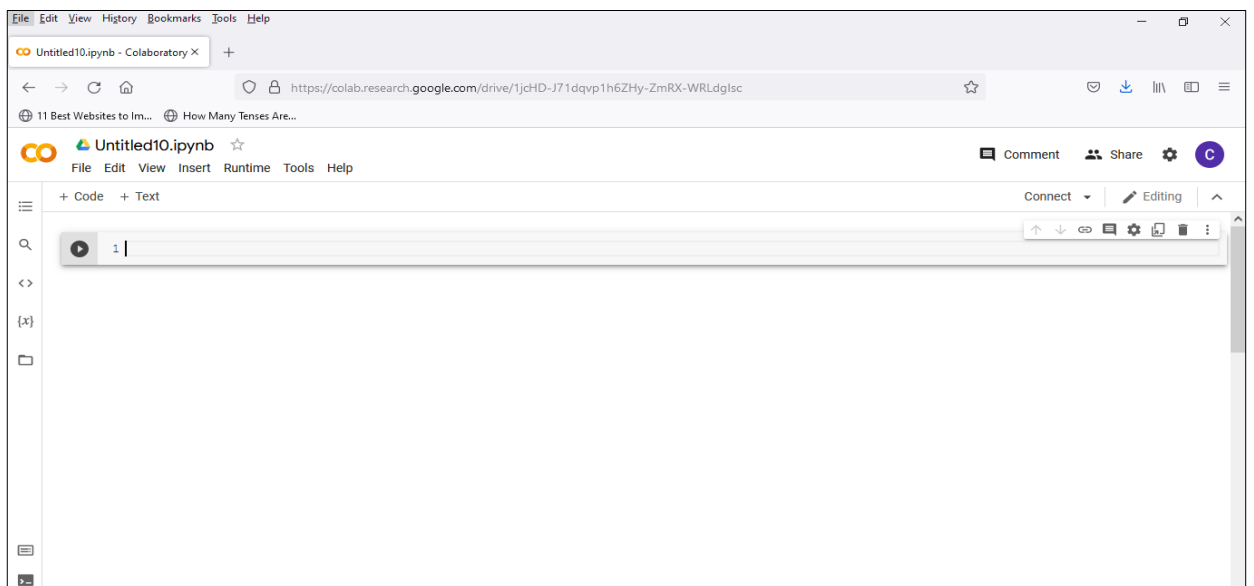 File Edit View History Bookmarks Tools Help
Untitled10.ipynb - Colaboratory
https://colab.research.google.com/drive/1jcHD-J71dqvp1h6ZHy-ZmRX-WRLdgIsc
11 Best Websites to Im... How Many Tenses Are...
Untitled10.ipynb
File Edit View Insert Runtime Tools Help
Comment Share C
+ Code + Text Connect Editing
1
{x}